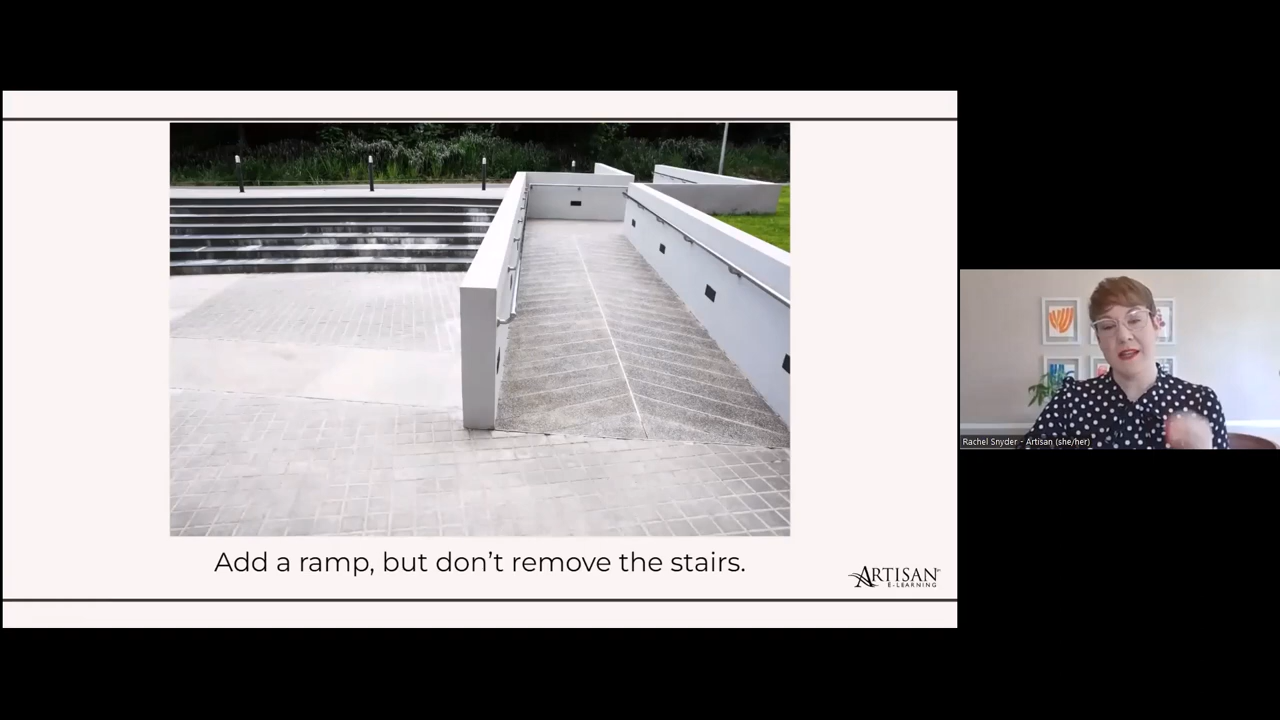 Add a ramp, but don’t remove the stairs.
ARTISAN
E-LEARNING
Rachel Snyder - Artisan (she/her)